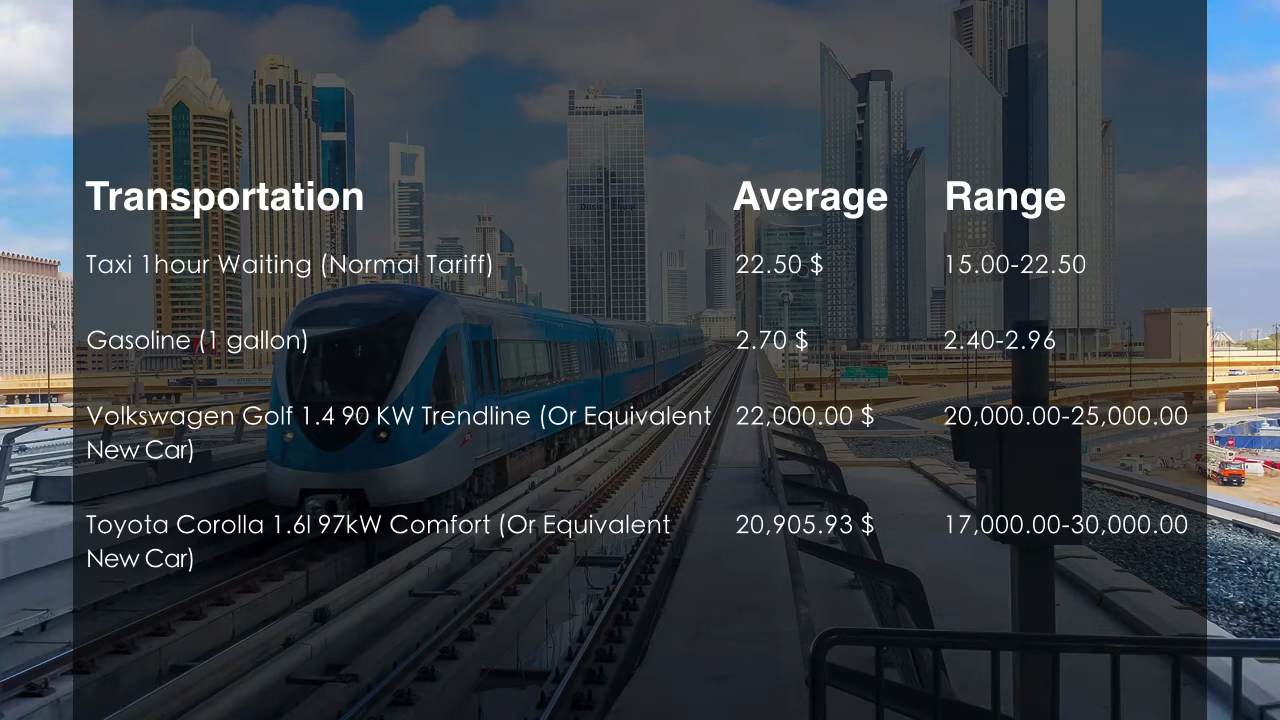 Transportation Average Range
Taxi 1hour Waiting (Normal Tariff) 22.50 $ 15.00-22.50
Gasoline (1 gallon) 2.70 $ 2.40-2.96
Volkswagen Golf 1.4 90 KW Trendline (Or Equivalent 22,000.00 $ 20,000.00-25,000.00
New Car)
Toyota Corolla 1.6l 97kW Comfort (Or Equivalent 20,905.93 $ 17,000.00-30,000.00
New Car)